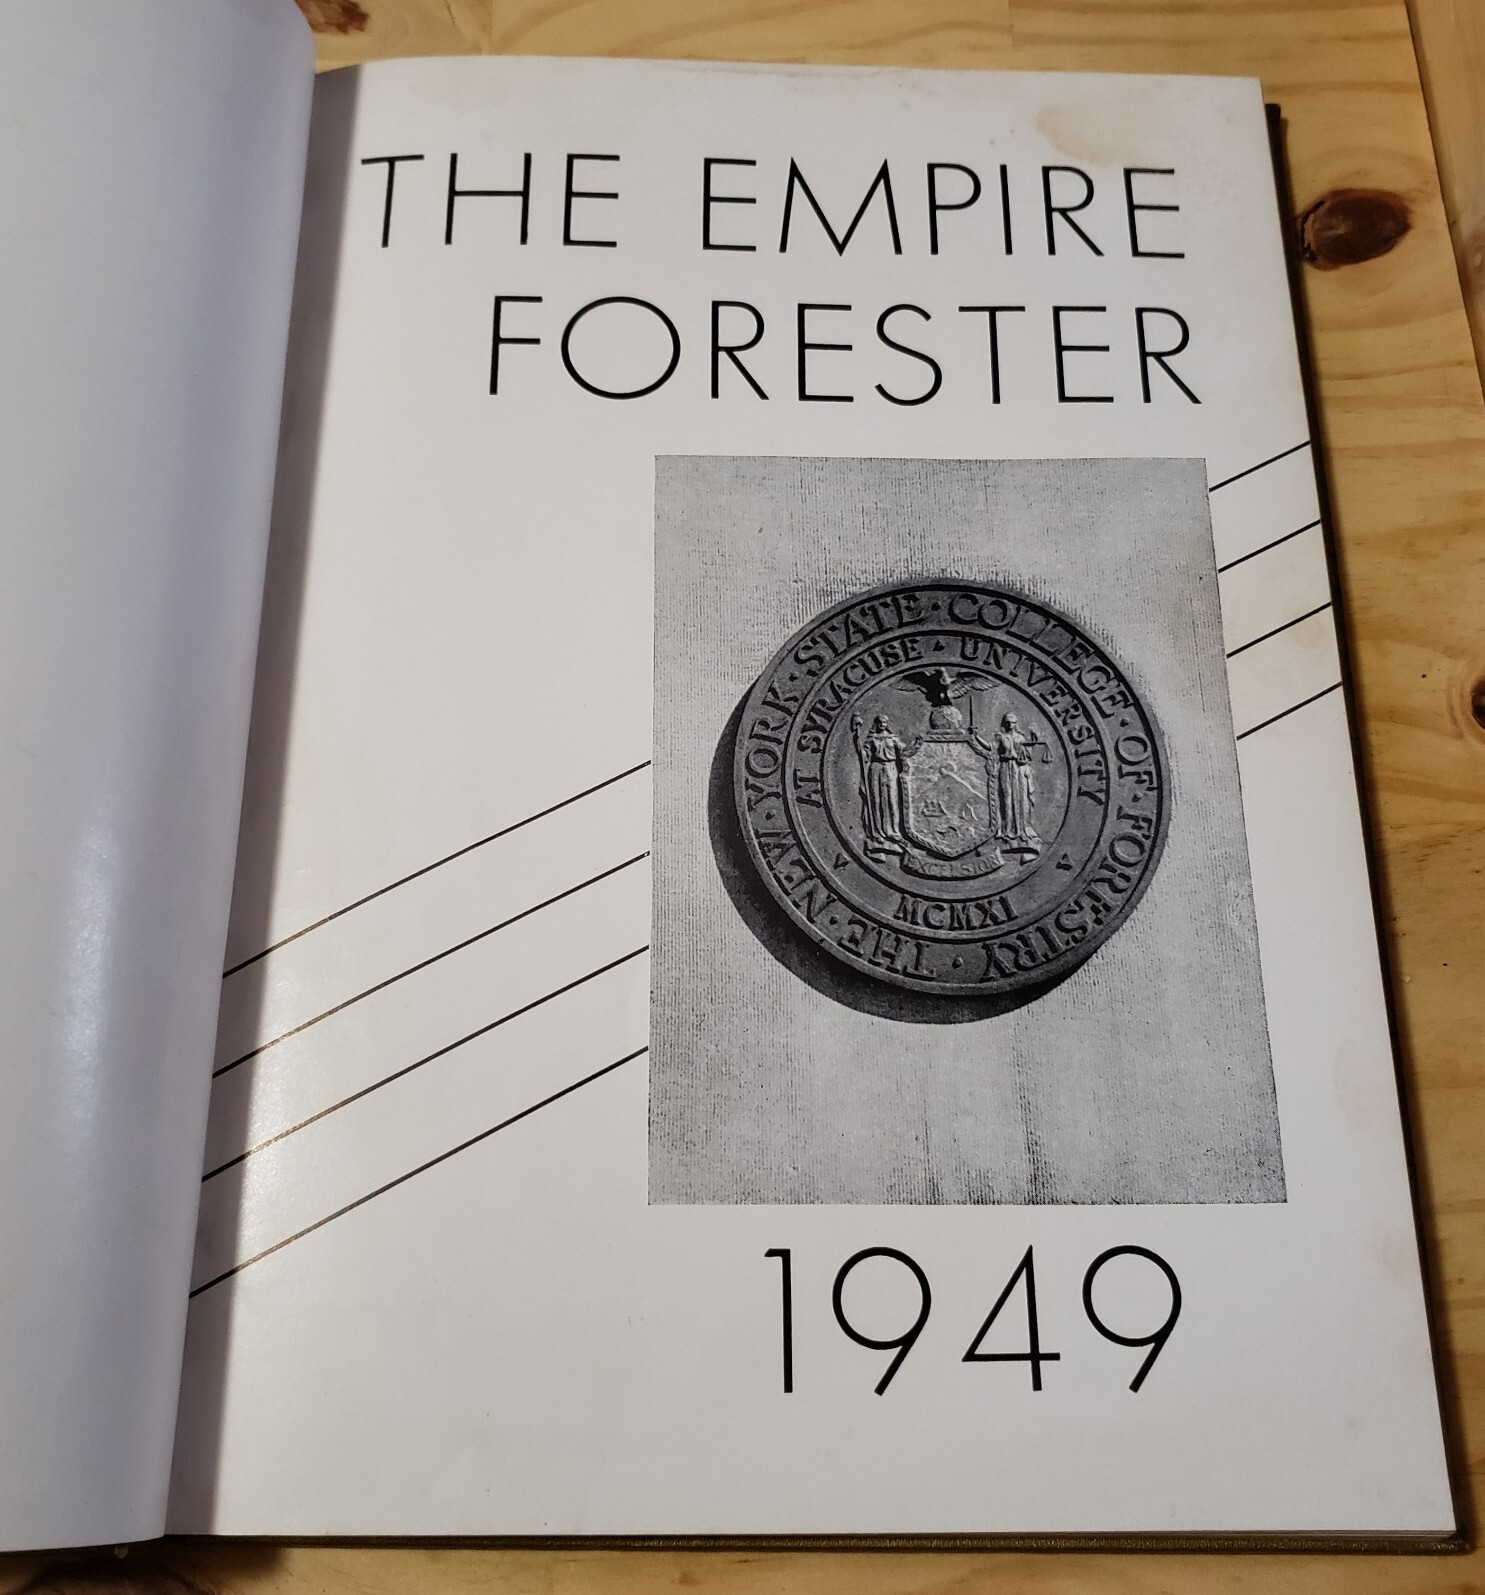 THE EMPIRE
FORESTER
THE · NEW · YORK · STATE · COLLEGE · OF · FORESTRY ·
AT SYRACUSE · UNIVERSITY
EXCELSIOR
MCMXI
1949